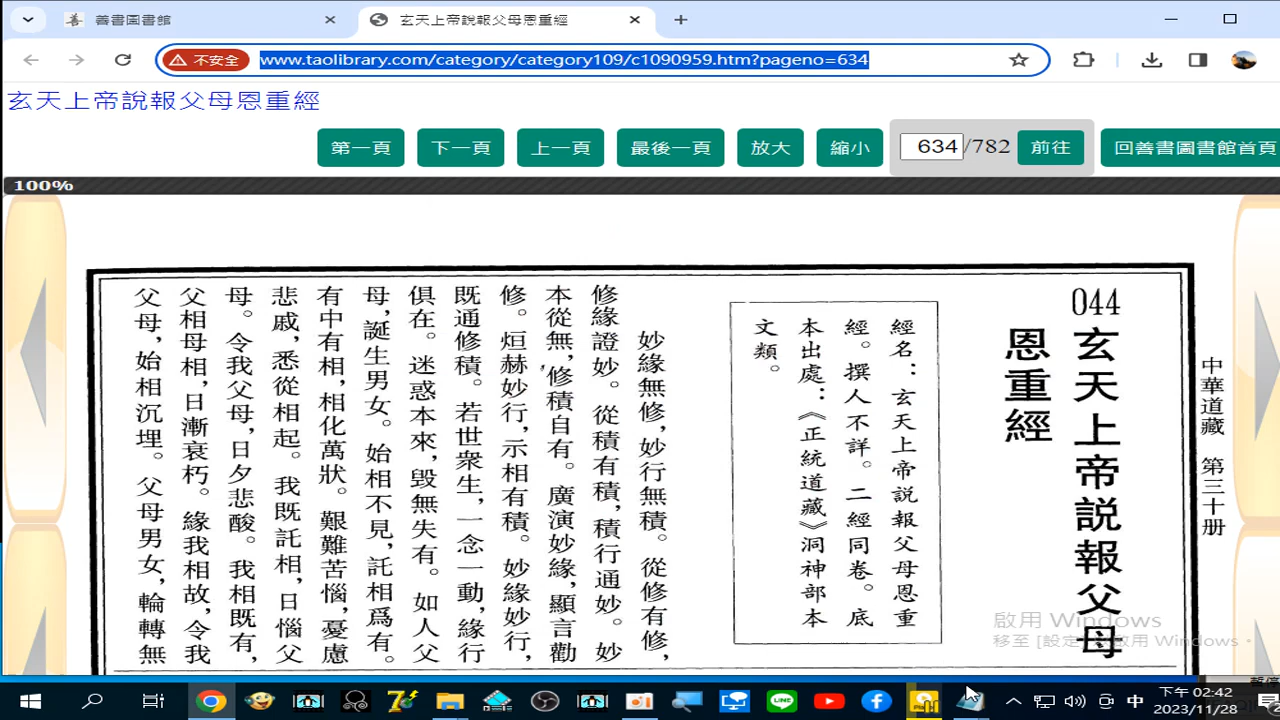 善書圖書館
玄天上帝說報父母恩重經
不安全
www.taolibrary.com/category/category109/c1090959.htm?pageno=634
玄天上帝說報父母恩重經
第一頁
下一頁
上一頁
最後一頁
放大
縮小
634/782
前往
回善書圖書館首頁
100%
中華道藏 第三十册
044 玄天上帝説報父母
恩重經
經名：玄天上帝説報父母恩重
經。撰人不詳。二經同卷。底
本出處：《正統道藏》洞神部本
文類。
妙緣無修，妙行無積。從修有修，
修緣證妙。從積有積，積行通妙。妙
本從無，修積自有。廣演妙緣，顯言勸
修。烜赫妙行，示相有積。妙緣妙行，
既通修積。若世衆生，一念一動，緣行
俱在。迷惑本來，毀無失有。如人父
母，誕生男女。始相不見，託相爲有。
有中有相，相化萬狀。艱難苦惱，憂慮
悲戚，悉從相起。我既託相，日惱父
母。令我父母，日夕悲酸。我相既有，
父相母相，日漸衰朽。緣我相故，令我
父母，始相沉埋。父母男女，輪轉無
啟用 Windows
移至 [設定] 以啟用 Windows。
中
下午 02:42
2023/11/28